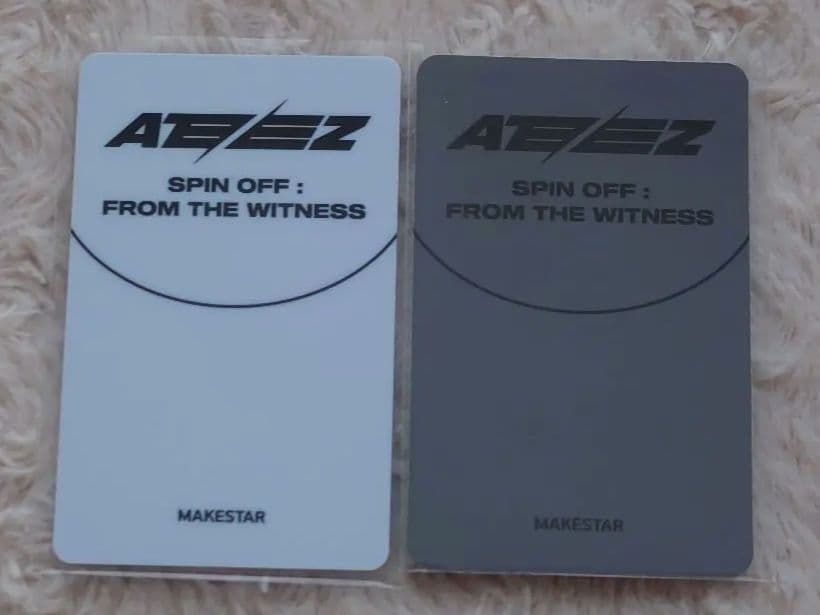 ATEEZ
SPIN OFF :
FROM THE WITNESS
MAKESTAR
ATEEZ
SPIN OFF :
FROM THE WITNESS
MAKESTAR